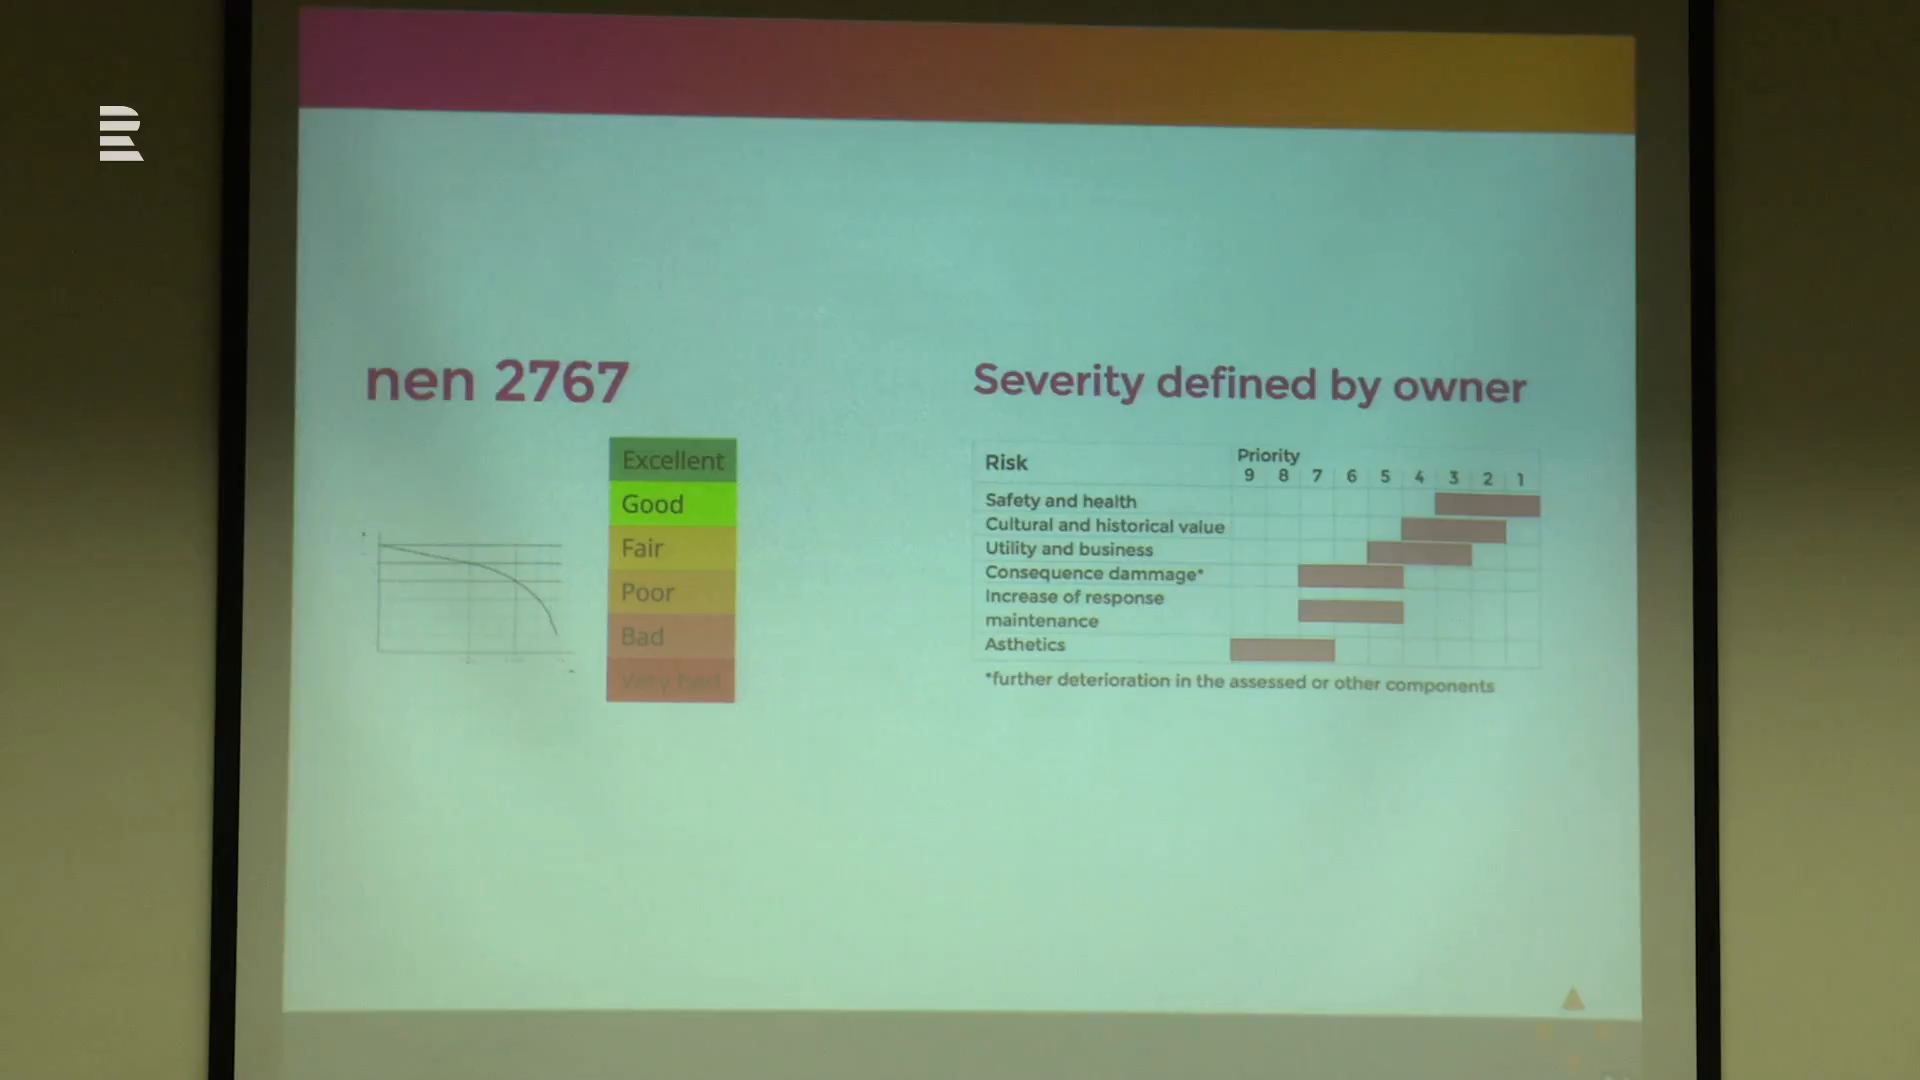 nen 2767
Excellent
Good
Fair
Poor
Bad
Very bad
Severity defined by owner
Risk
Priority
9 8 7 6 5 4 3 2 1
Safety and health
Cultural and historical value
Utility and business
Consequence dammage*
Increase of response
maintenance
Asthetics
*further deterioration in the assessed or other components